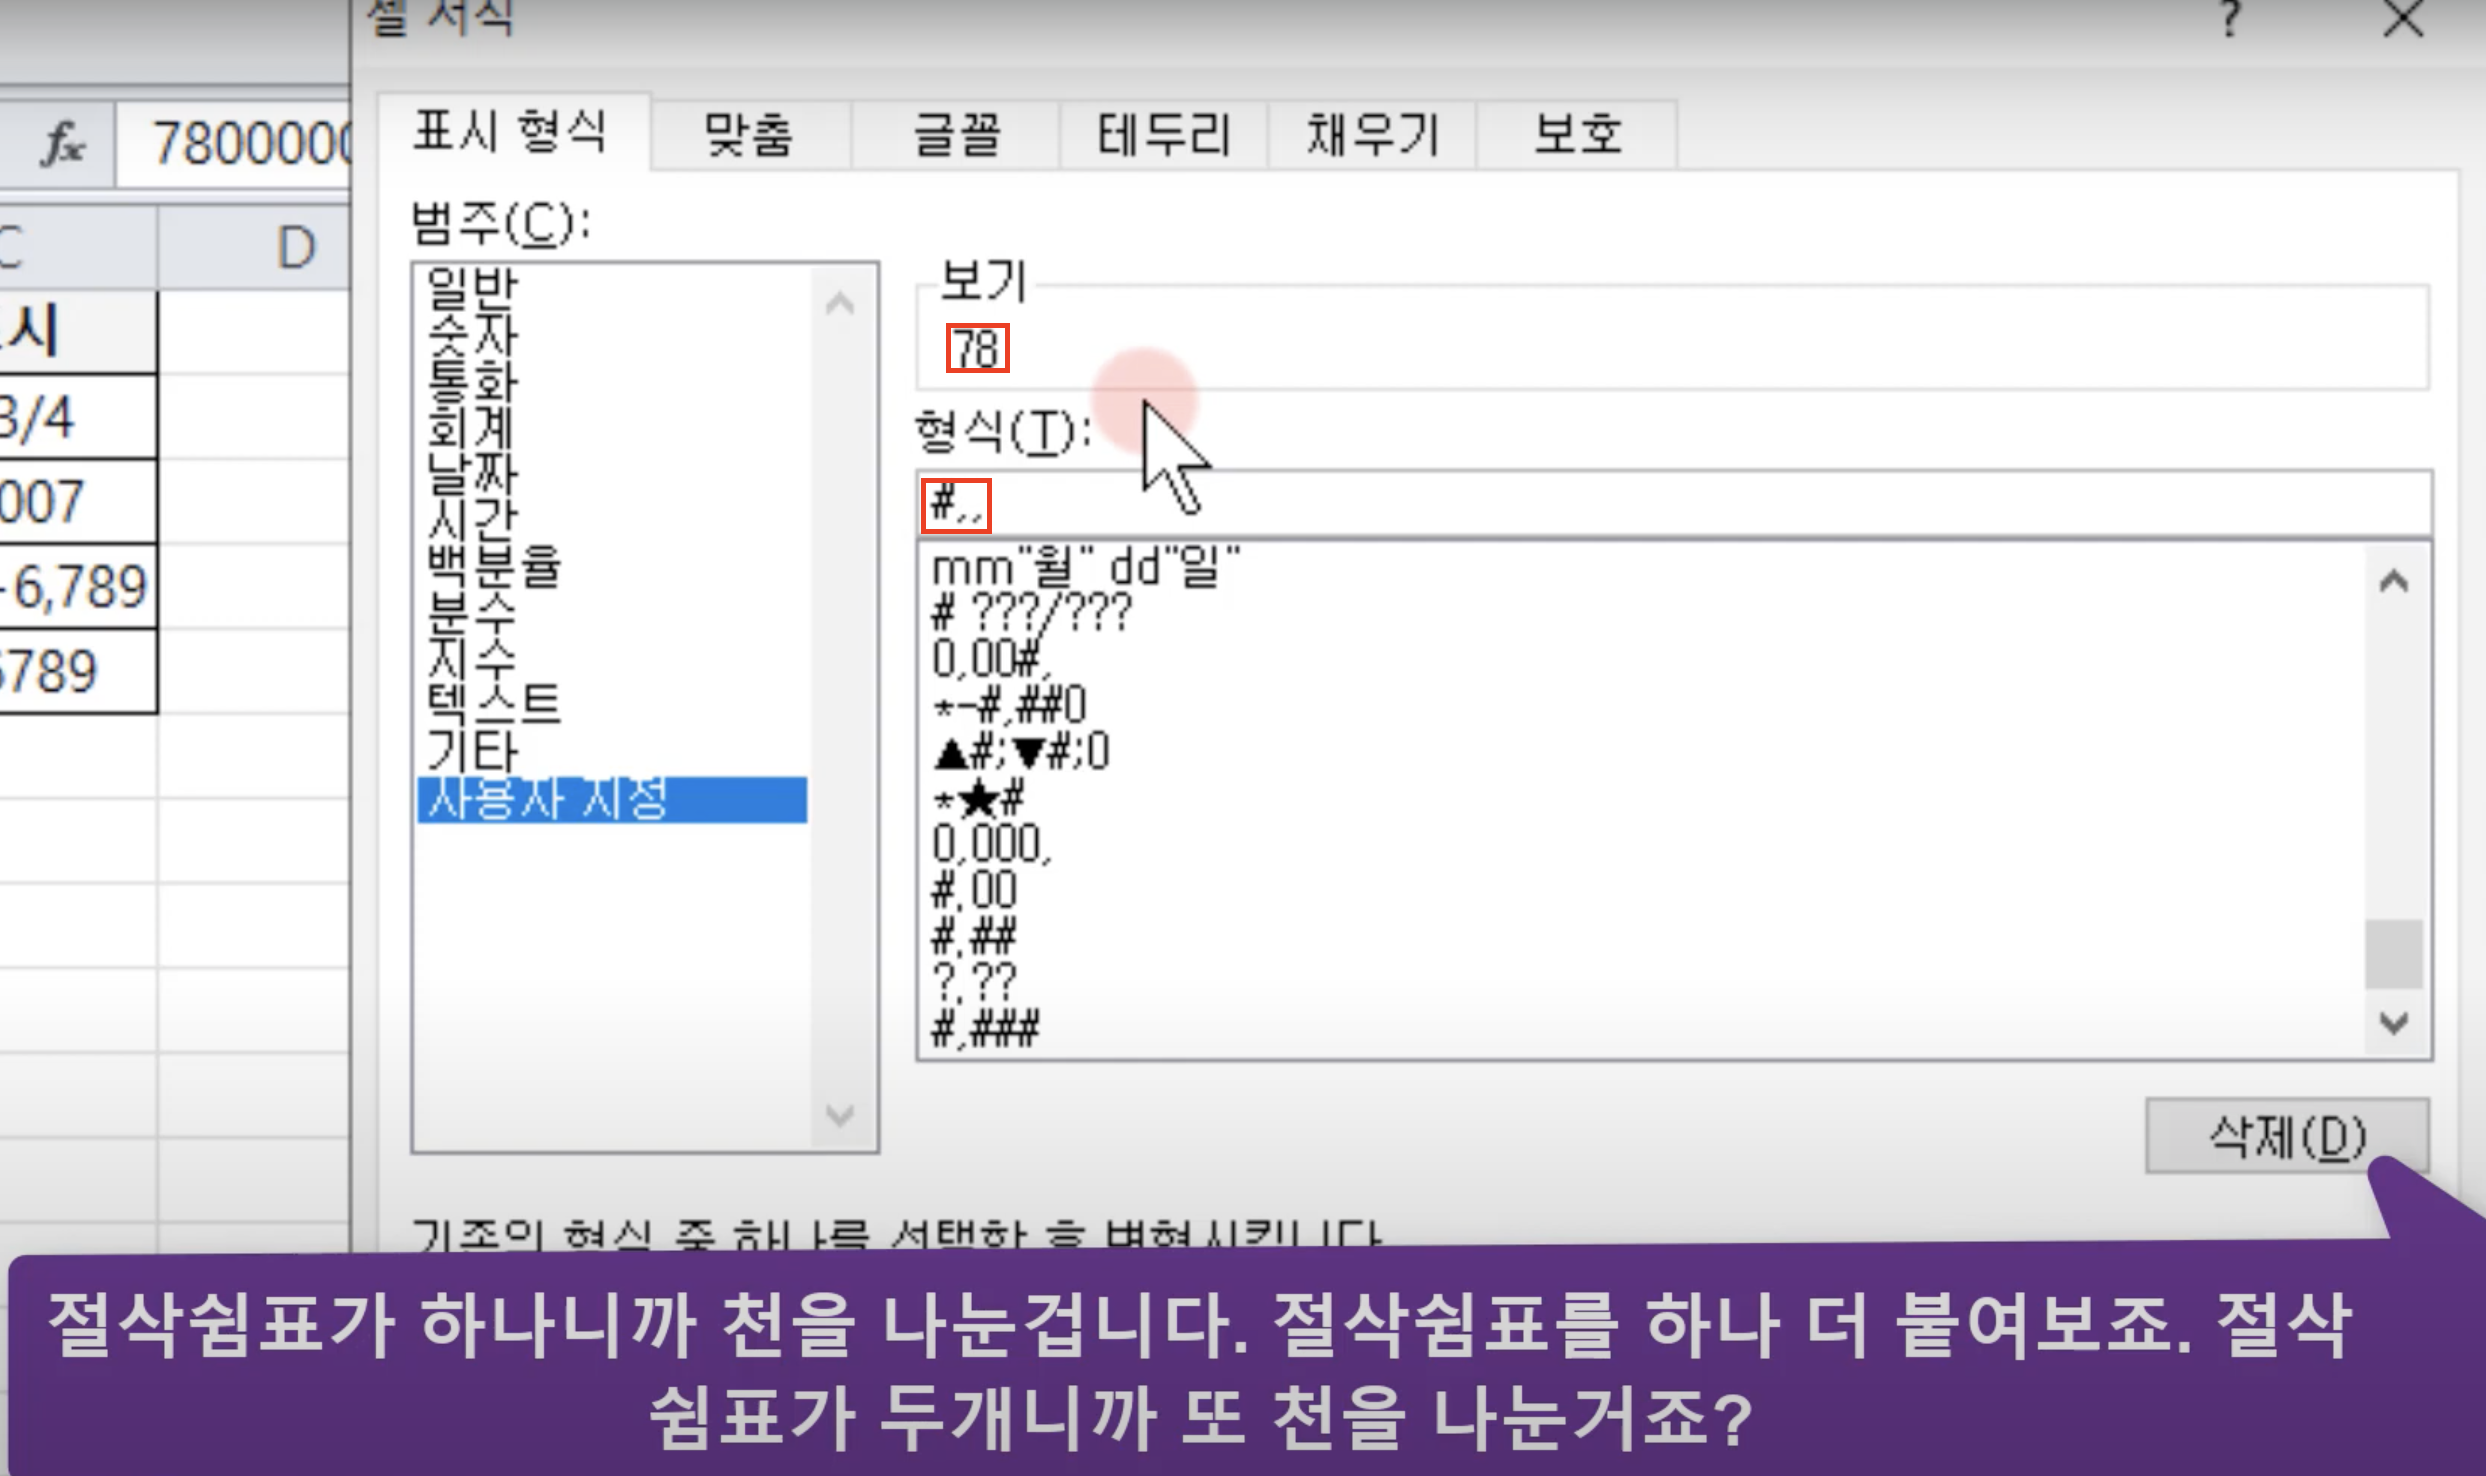 셀 서식
?
fx 7800000
표시 형식 맞춤 글꼴 테두리 채우기 보호
C D
시
3/4
007
-6,789
6789
범주(C):
일반
숫자
통화
회계
날짜
시간
백분율
분수
지수
텍스트
기타
사용자 지정
보기
78
형식(T):
#,,
mm"월" dd"일"
# ???/???
0,00#,
*-#,##0
▲#;▼#;0
*★#
0,000,
#,00
#,##
?,??
#,###
삭제(D)
기존의 형식 중 하나를 선택한 후 변형시킵니다
절삭쉼표가 하나니까 천을 나눈겁니다. 절삭쉼표를 하나 더 붙여보죠. 절삭
쉼표가 두개니까 또 천을 나눈거죠?